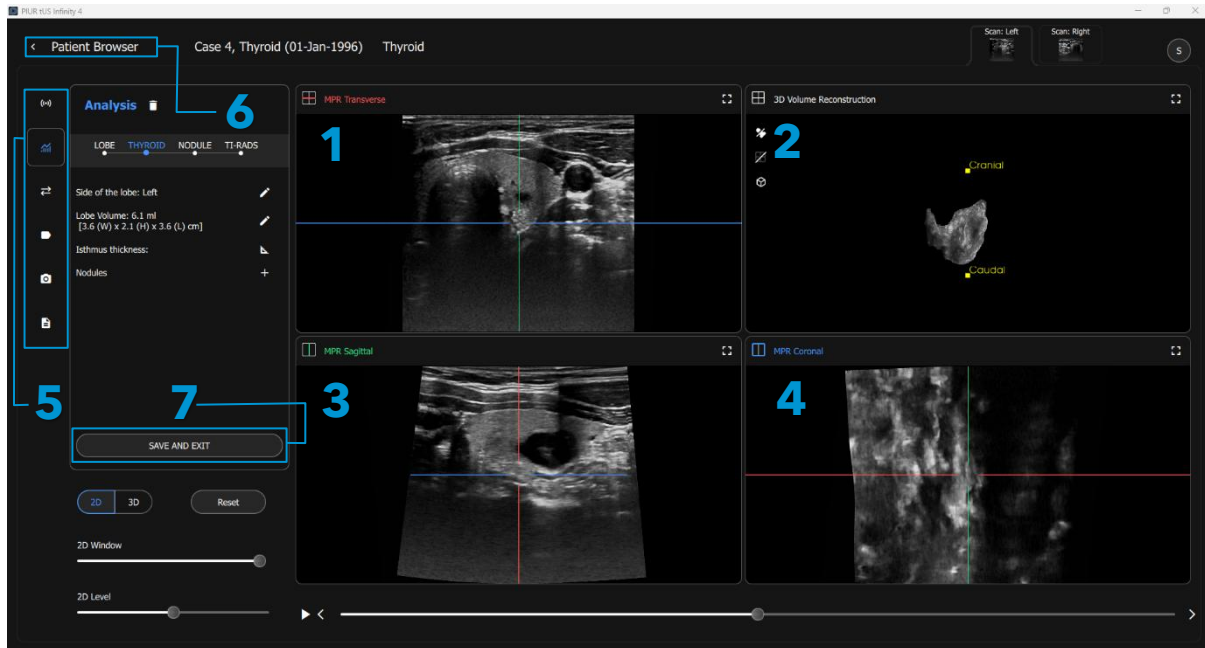 PIUR tUS Infinity 4
Patient Browser
Case 4, Thyroid (01-Jan-1996) Thyroid
Scan: Left
Scan: Right
S
Analysis
6
LOBE THYROID NODULE TI-RADS
Side of the lobe: Left
Lobe Volume: 6.1 ml
[3.6 (W) x 2.1 (H) x 3.6 (L) cm]
Isthmus thickness:
Nodules
5
7
SAVE AND EXIT
2D 3D Reset
2D Window
2D Level
MPR Transverse
1
3D Volume Reconstruction
2
Cranial
Caudal
MPR Sagittal
3
MPR Coronal
4